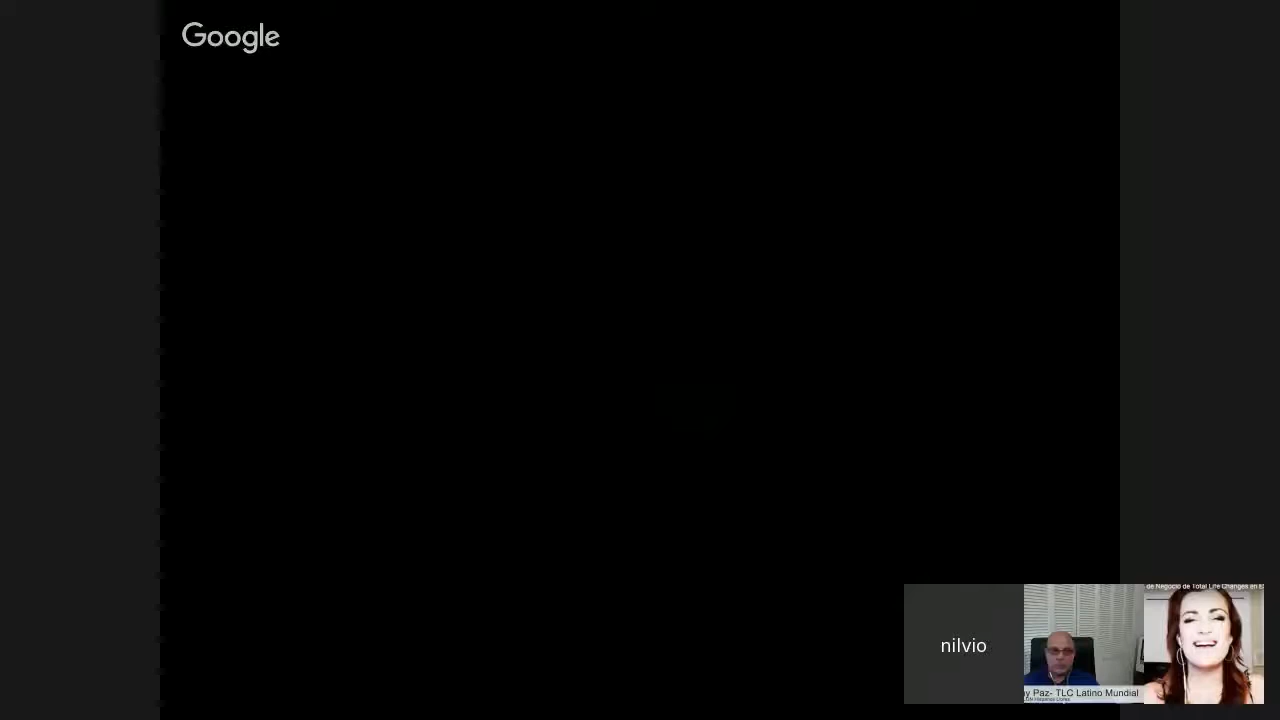 Google
de Negocio de Total Life Changes en
nilvio
y Paz- TLC Latino Mundial